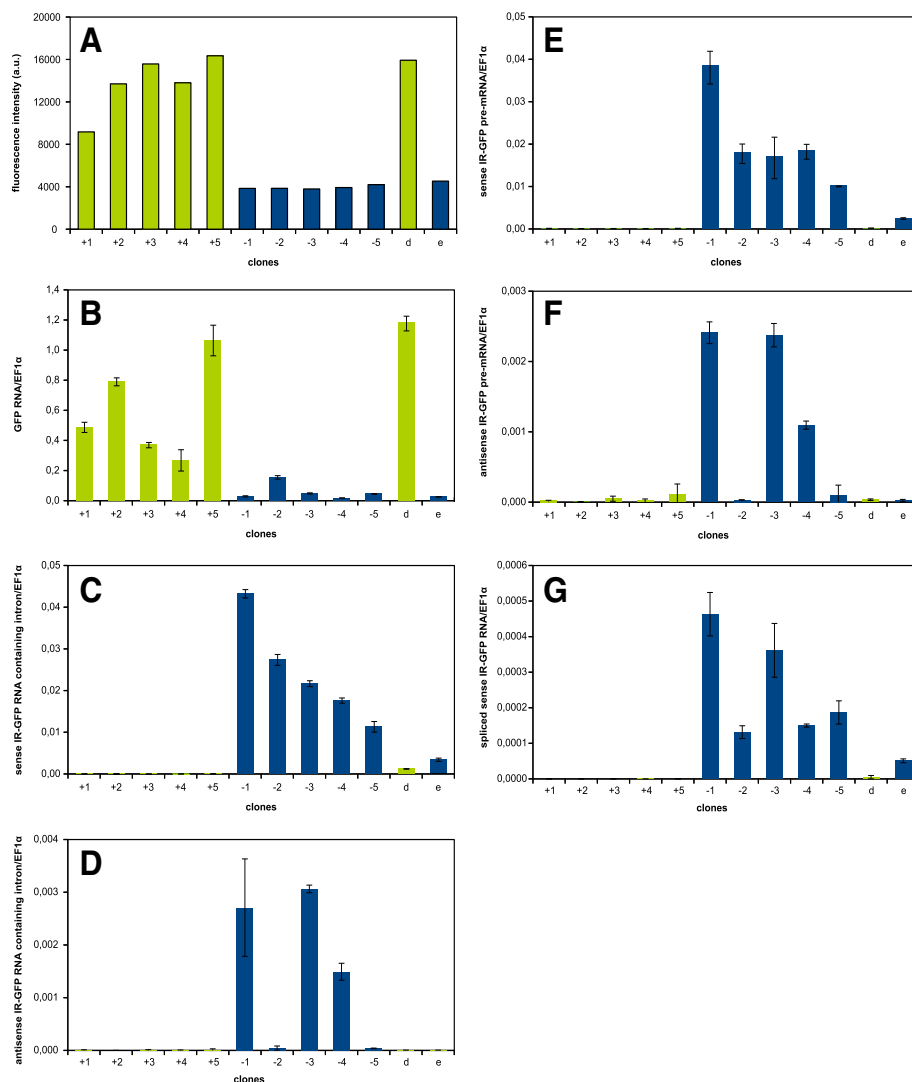 A
fluorescence intensity (a.u.)
20000
16000
12000
8000
4000
0
+1 +2 +3 +4 +5 -1 -2 -3 -4 -5 d e
clones
B
GFP RNA/EF1α
1,4
1,2
1,0
0,8
0,6
0,4
0,2
0,0
+1 +2 +3 +4 +5 -1 -2 -3 -4 -5 d e
clones
C
sense IR-GFP RNA containing intron/EF1α
0,05
0,04
0,03
0,02
0,01
0,00
+1 +2 +3 +4 +5 -1 -2 -3 -4 -5 d e
clones
D
antisense IR-GFP RNA containing intron/EF1α
0,004
0,003
0,002
0,001
0,000
+1 +2 +3 +4 +5 -1 -2 -3 -4 -5 d e
clones
E
sense IR-GFP pre-mRNA/EF1α
0,05
0,04
0,03
0,02
0,01
0,00
+1 +2 +3 +4 +5 -1 -2 -3 -4 -5 d e
clones
F
antisense IR-GFP pre-mRNA/EF1α
0,003
0,002
0,001
0,000
+1 +2 +3 +4 +5 -1 -2 -3 -4 -5 d e
clones
G
spliced sense IR-GFP RNA/EF1α
0,0006
0,0005
0,0004
0,0003
0,0002
0,0001
0,0000
+1 +2 +3 +4 +5 -1 -2 -3 -4 -5 d e
clones